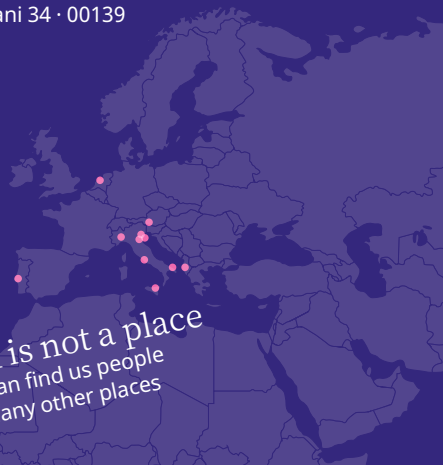 ani 34 · 00139
is not a place
an find us people
any other places